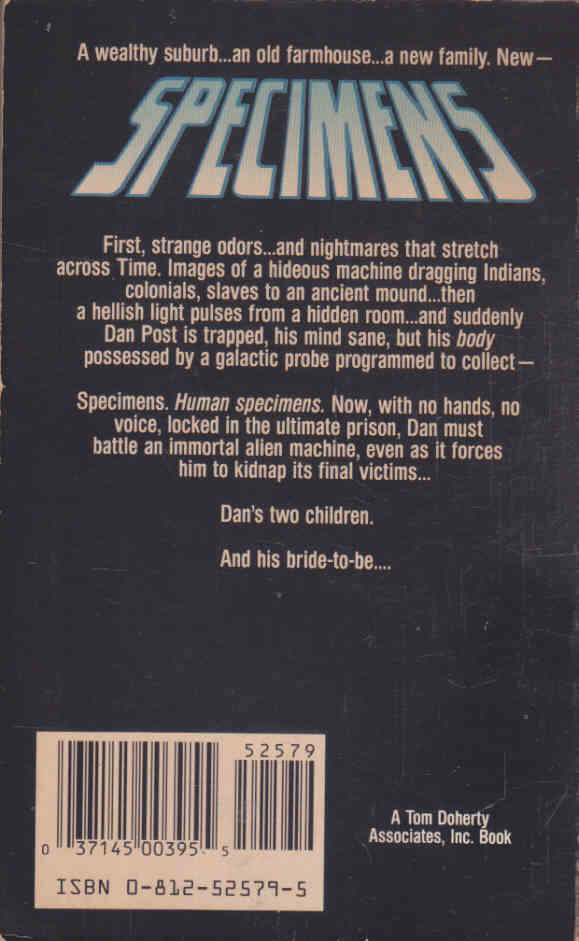 A wealthy suburb...an old farmhouse...a new family. New—
SPECIMENS
First, strange odors...and nightmares that stretch
across Time. Images of a hideous machine dragging Indians,
colonials, slaves to an ancient mound...then
a hellish light pulses from a hidden room...and suddenly
Dan Post is trapped, his mind sane, but his body
possessed by a galactic probe programmed to collect—
Specimens. Human specimens. Now, with no hands, no
voice, locked in the ultimate prison, Dan must
battle an immortal alien machine, even as it forces
him to kidnap its final victims...
Dan's two children.
And his bride-to-be....
52579
0 37145 00395 5
ISBN 0-812-52579-5
A Tom Doherty
Associates, Inc. Book